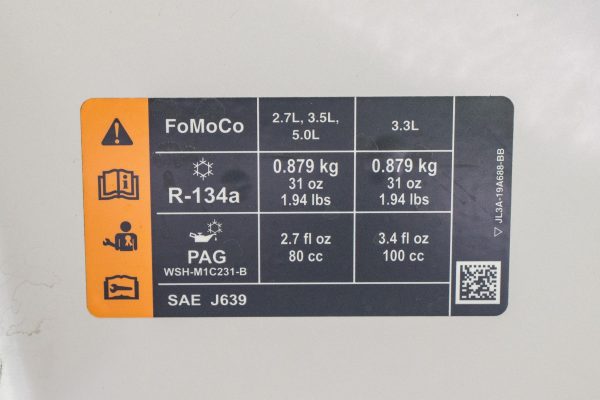 FoMoCo
2.7L, 3.5L,
5.0L
3.3L
R-134a
0.879 kg
31 oz
1.94 lbs
0.879 kg
31 oz
1.94 lbs
PAG
WSH-M1C231-B
2.7 fl oz
80 cc
3.4 fl oz
100 cc
SAE J639
JL3A-19A688-BB